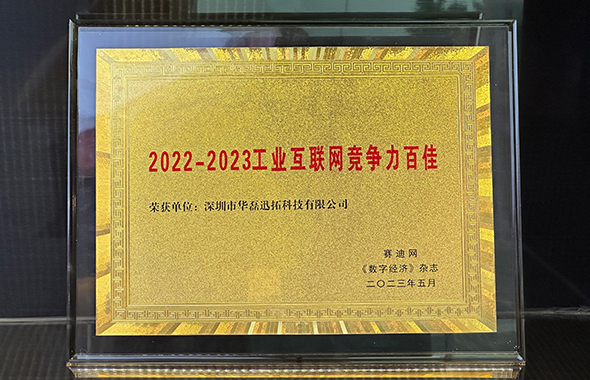 2022-2023工业互联网竞争力百佳
荣获单位：深圳市华磊迅拓科技有限公司
赛迪网
《数字经济》杂志
二〇二三年五月